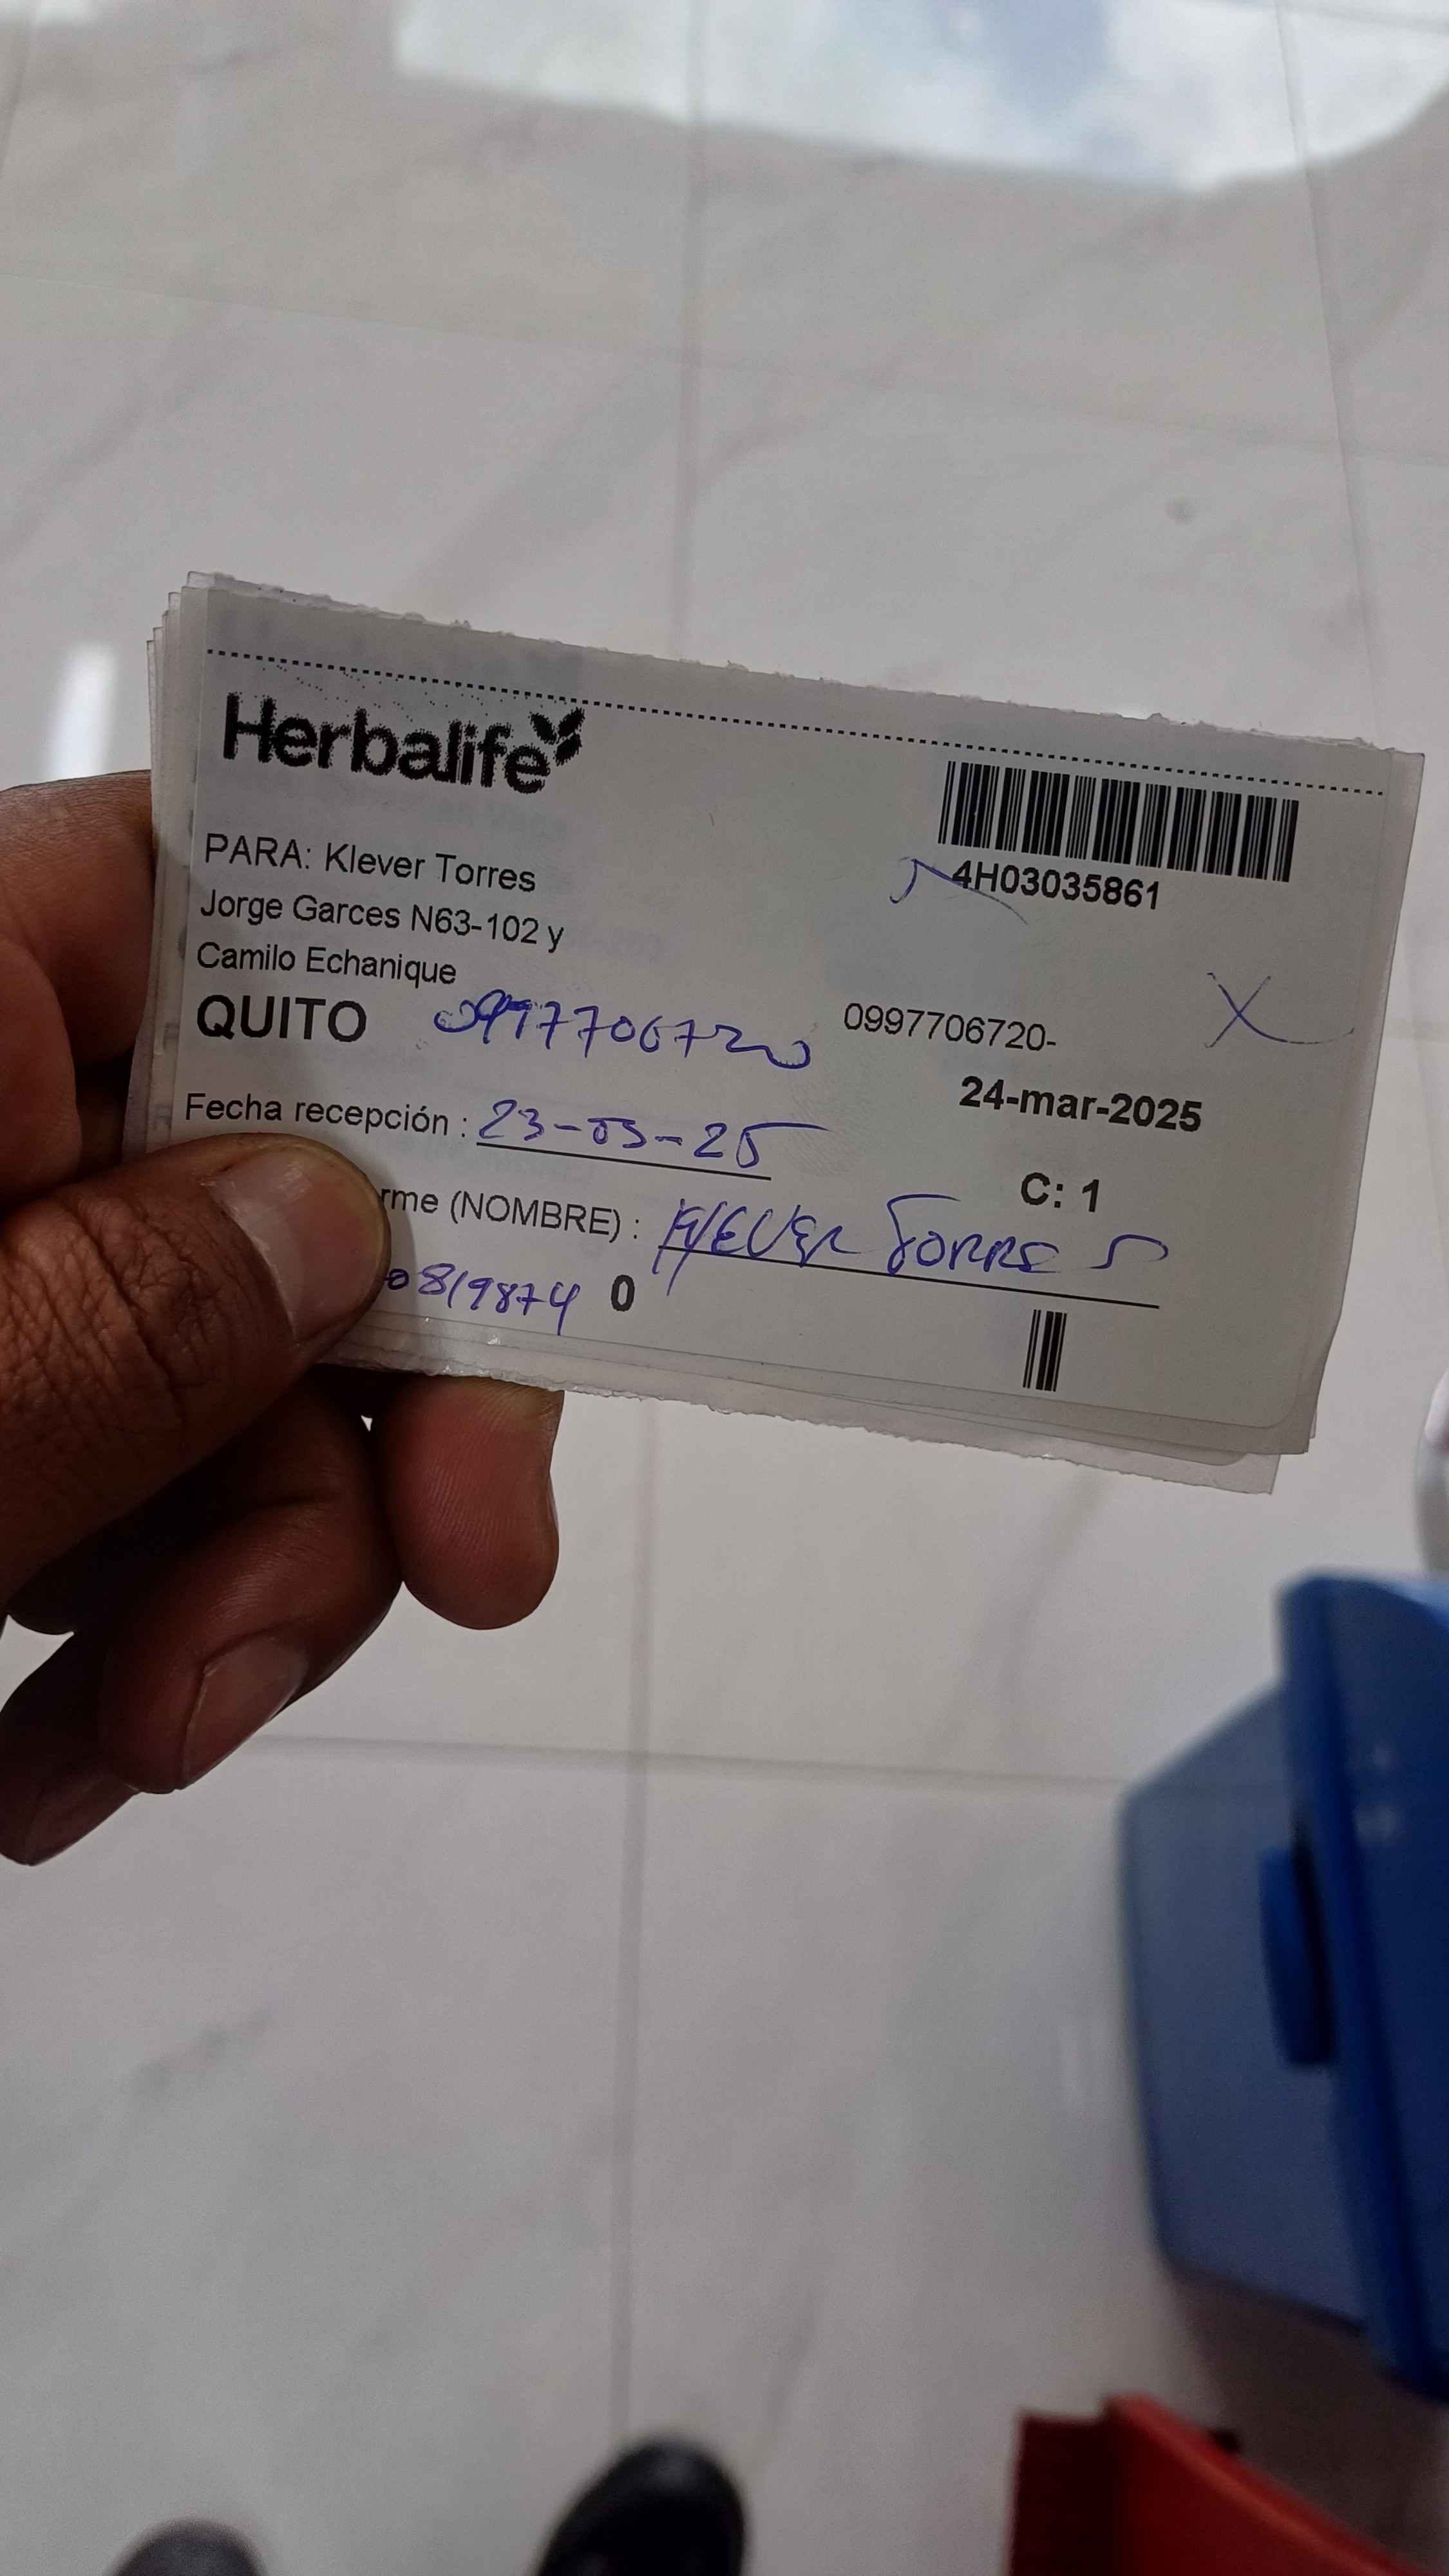 Herbalife
4H03035861
PARA: Klever Torres
Jorge Garces N63-102 y
Camilo Echanique
QUITO 0997706720 0997706720-
24-mar-2025
Fecha recepción : 23-03-25
C: 1
rme (NOMBRE) : KLEVER TORRES
0819874 0